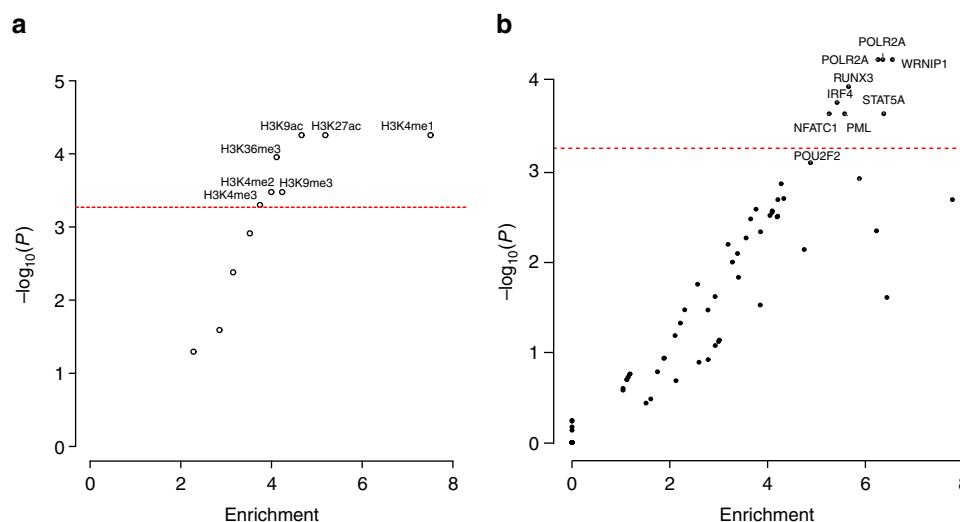 a
5
4
3
2
1
0
–log10(P)
H3K9ac
H3K27ac
H3K4me1
H3K36me3
H3K4me2
H3K9me3
H3K4me3
0
2
4
6
8
Enrichment
b
4
3
2
1
0
–log10(P)
POLR2A
POLR2A
WRNIP1
RUNX3
IRF4
STAT5A
NFATC1
PML
POU2F2
0
2
4
6
8
Enrichment